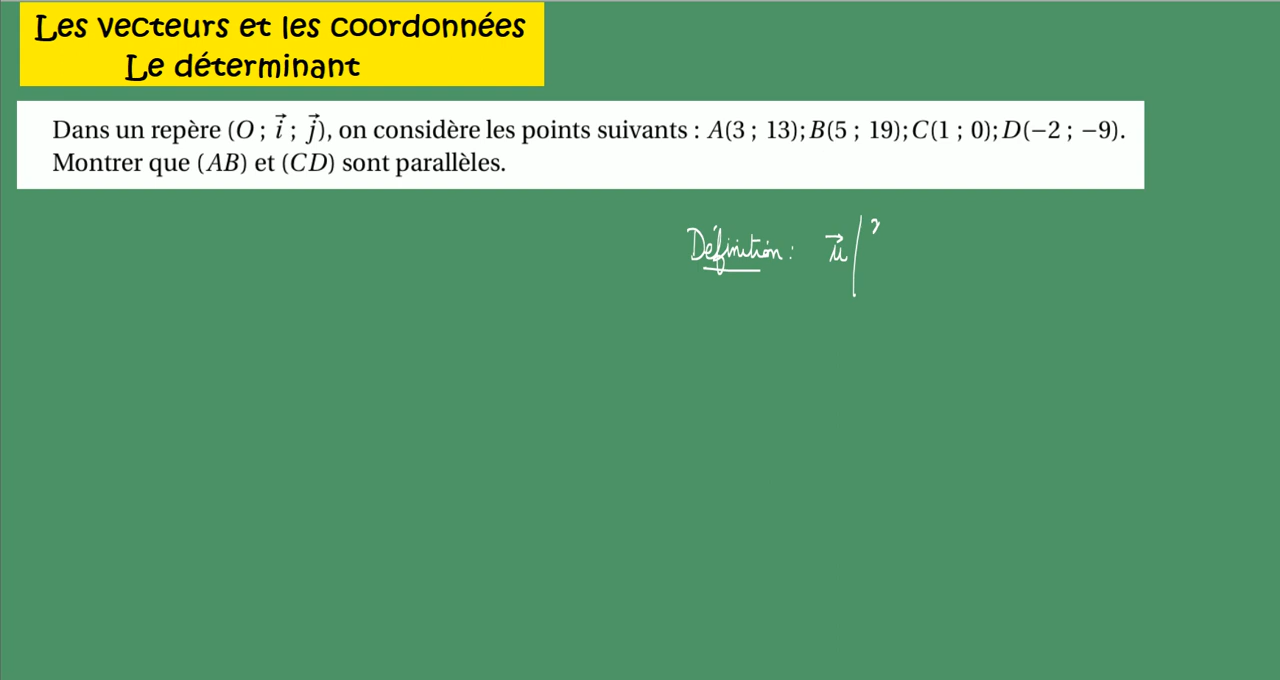 Les vecteurs et les coordonnées
Le déterminant
Dans un repère (O ; i⃗ ; j⃗), on considère les points suivants : A(3 ; 13); B(5 ; 19); C(1 ; 0); D(−2 ; −9).
Montrer que (AB) et (CD) sont parallèles.
Définition : u⃗ |